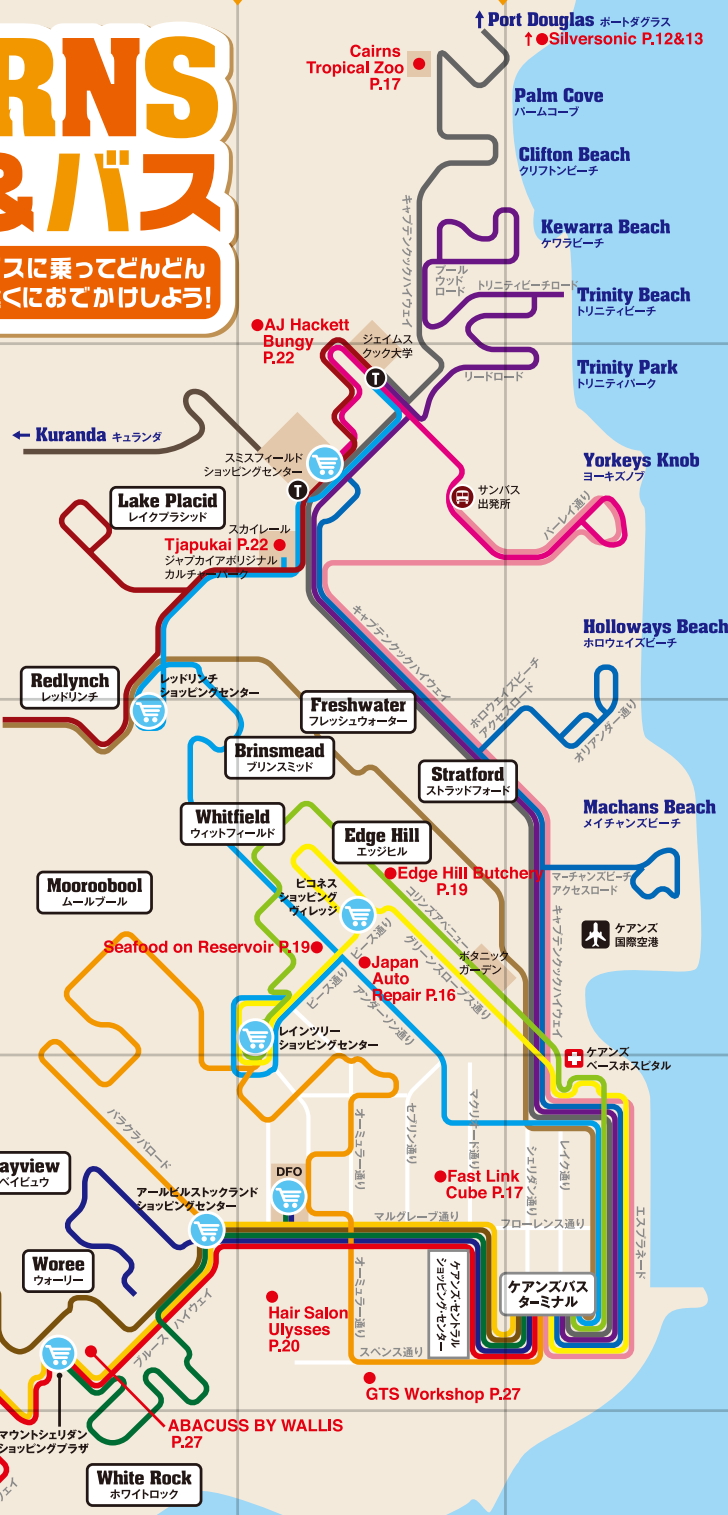 RNS
&バス
スに乗ってどんどん
くにおでかけしよう!
↑Port Douglas ポートダグラス
↑●Silversonic P.12&13
Cairns
Tropical Zoo
P.17
Palm Cove
パームコーブ
Clifton Beach
クリフトンビーチ
キャプテンクックハイウェイ
Kewarra Beach
ケワラビーチ
プール
ウッド
ロード
トリニティビーチロード
Trinity Beach
トリニティビーチ
AJ Hackett
Bungy
P.22
ジェイムス
クック大学
T
Trinity Park
トリニティパーク
リードロード
← Kuranda キュランダ
スミスフィールド
ショッピングセンター
T
Yorkeys Knob
ヨーキズノブ
サンバス
出発所
バーレイ通り
Lake Placid
レイクプラシッド
スカイレール
Tjapukai P.22
ジャプカイアボリジナル
カルチャーパーク
キャプテンクックハイウェイ
Holloways Beach
ホロウェイズビーチ
ホロウェイズビーチ
アクセスロード
オリアンダー通り
Redlynch
レッドリンチ
レッドリンチ
ショッピングセンター
Freshwater
フレッシュウォーター
Brinsmead
ブリンスミッド
Stratford
ストラッドフォード
Whitfield
ウィットフィールド
Edge Hill
エッジヒル
Machans Beach
メイチャンズビーチ
マーチャンズビーチ
アクセスロード
Edge Hill Butchery
P.19
Mooroobool
ムールブール
ピコネス
ショッピング
ヴィレッジ
コリンズアベニュー
グリーンスロープス通り
ピース通り
キャプテンクックハイウェイ
ケアンズ
国際空港
Seafood on Reservoir P.19
Japan
Auto
Repair P.16
ボタニック
ガーデン
ピース通り
アンダーソン通り
レインツリー
ショッピングセンター
ケアンズ
ベースホスピタル
バラクラバロード
オーミュラー通り
セブリン通り
マクリオード通り
シェリダン通り
レイク通り
エスプラネード
ayview
ベイビュウ
アールビルストックランド
ショッピングセンター
DFO
Fast Link
Cube P.17
マルグレーブ通り
フローレンス通り
Woree
ウォーリー
ブルースハイウェイ
オーミュラー通り
ケアンズ・セントラル
ショッピング・センター
ケアンズバス
ターミナル
Hair Salon
Ulysses
P.20
スペンス通り
GTS Workshop P.27
ABACUSS BY WALLIS
P.27
マウントシェリダン
ショッピングプラザ
White Rock
ホワイトロック
ウェイ